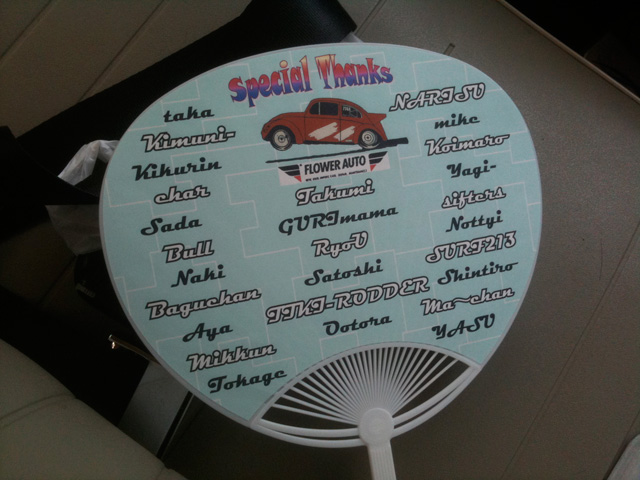 Special Thanks
taka
Kimuni-
Kikurin
char
Sada
Bull
Naki
Baguchan
Aya
Mikkun
Tokage
FLOWER AUTO
Takumi
GURImama
RyoU
Satoshi
ITKI-RODDER
Ootora
NARISU
mike
Koimaro
Yagi-
sifters
Nottyi
SURF213
Shintiro
Ma~chan
YASU